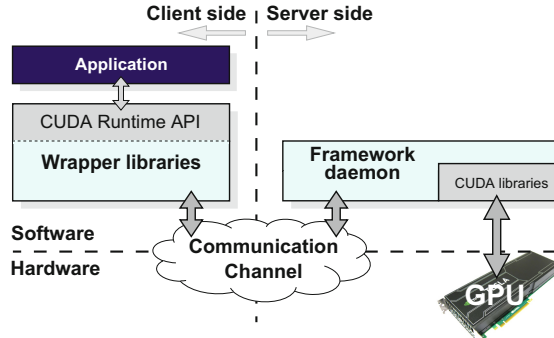 Client side
Server side
Application
CUDA Runtime API
Wrapper libraries
Framework
daemon
CUDA libraries
Software
Hardware
Communication
Channel
GPU